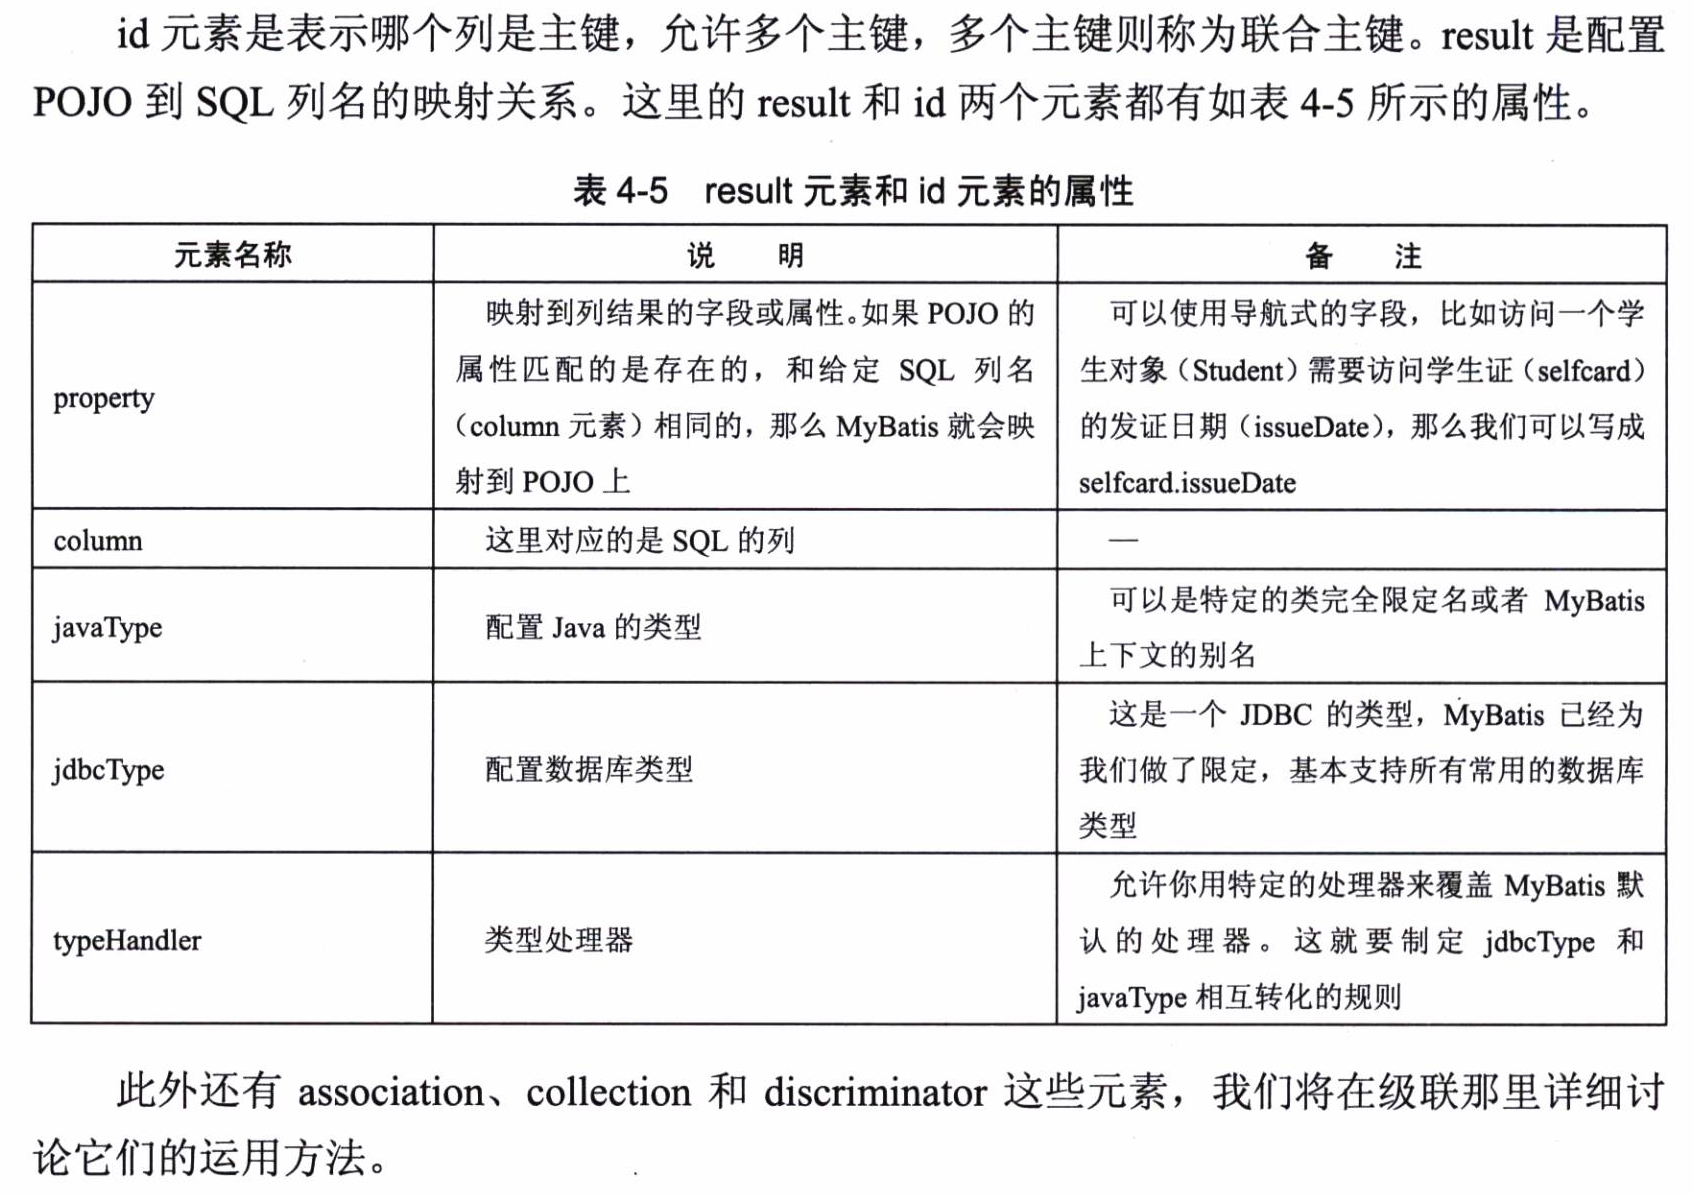 id 元素是表示哪个列是主键，允许多个主键，多个主键则称为联合主键。result 是配置
POJO 到 SQL 列名的映射关系。这里的 result 和 id 两个元素都有如表 4-5 所示的属性。
表 4-5 result 元素和 id 元素的属性
元素名称 说 明 备 注
property
映射到列结果的字段或属性。如果 POJO 的
属性匹配的是存在的，和给定 SQL 列名
（column 元素）相同的，那么 MyBatis 就会映
射到 POJO 上
可以使用导航式的字段，比如访问一个学
生对象（Student）需要访问学生证（selfcard）
的发证日期（issueDate），那么我们可以写成
selfcard.issueDate
column
这里对应的是 SQL 的列
—
javaType
配置 Java 的类型
可以是特定的类完全限定名或者 MyBatis
上下文的别名
jdbcType
配置数据库类型
这是一个 JDBC 的类型，MyBatis 已经为
我们做了限定，基本支持所有常用的数据库
类型
typeHandler
类型处理器
允许你用特定的处理器来覆盖 MyBatis 默
认的处理器。这就要制定 jdbcType 和
javaType 相互转化的规则
此外还有 association、collection 和 discriminator 这些元素，我们将在级联那里详细讨
论它们的运用方法。